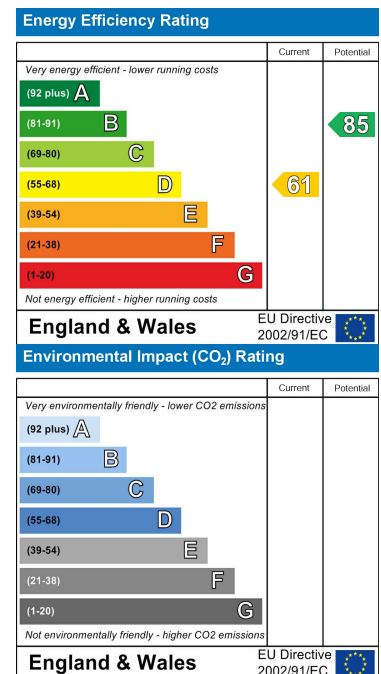 Energy Efficiency Rating
Current Potential
Very energy efficient - lower running costs
(92 plus) A
(81-91) B
85
(69-80) C
(55-68) D
61
(39-54) E
(21-38) F
(1-20) G
Not energy efficient - higher running costs
England & Wales
EU Directive
2002/91/EC
Environmental Impact (CO₂) Rating
Current Potential
Very environmentally friendly - lower CO2 emissions
(92 plus) A
(81-91) B
(69-80) C
(55-68) D
(39-54) E
(21-38) F
(1-20) G
Not environmentally friendly - higher CO2 emissions
England & Wales
EU Directive
2002/91/EC